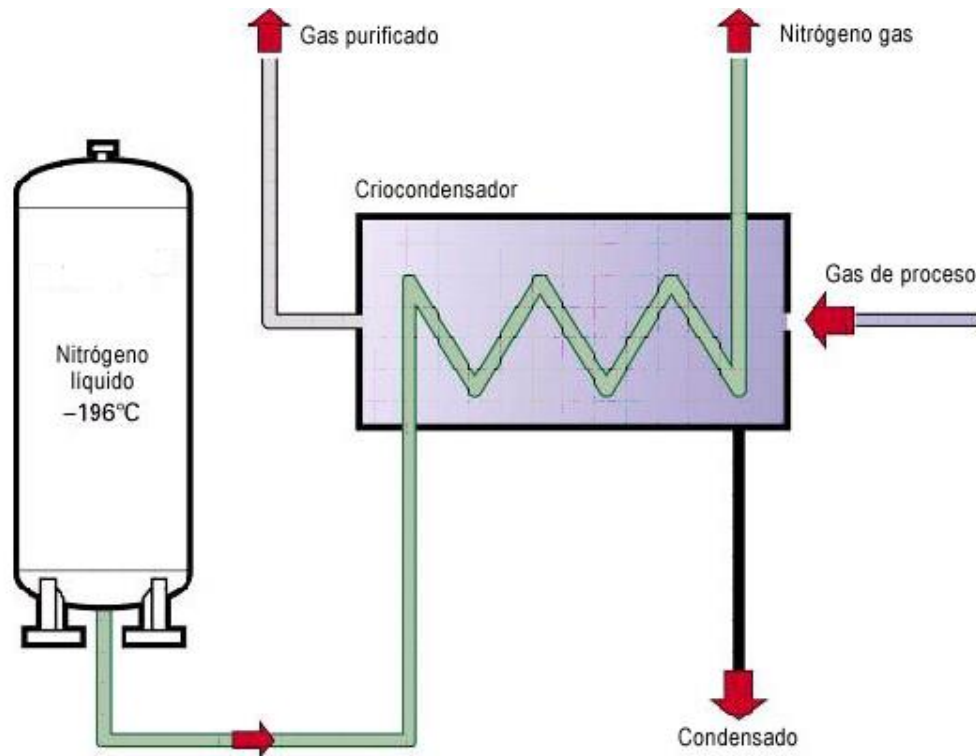 Gas purificado
Nitrógeno gas
Criocondensador
Gas de proceso
Nitrógeno
líquido
–196°C
Condensado